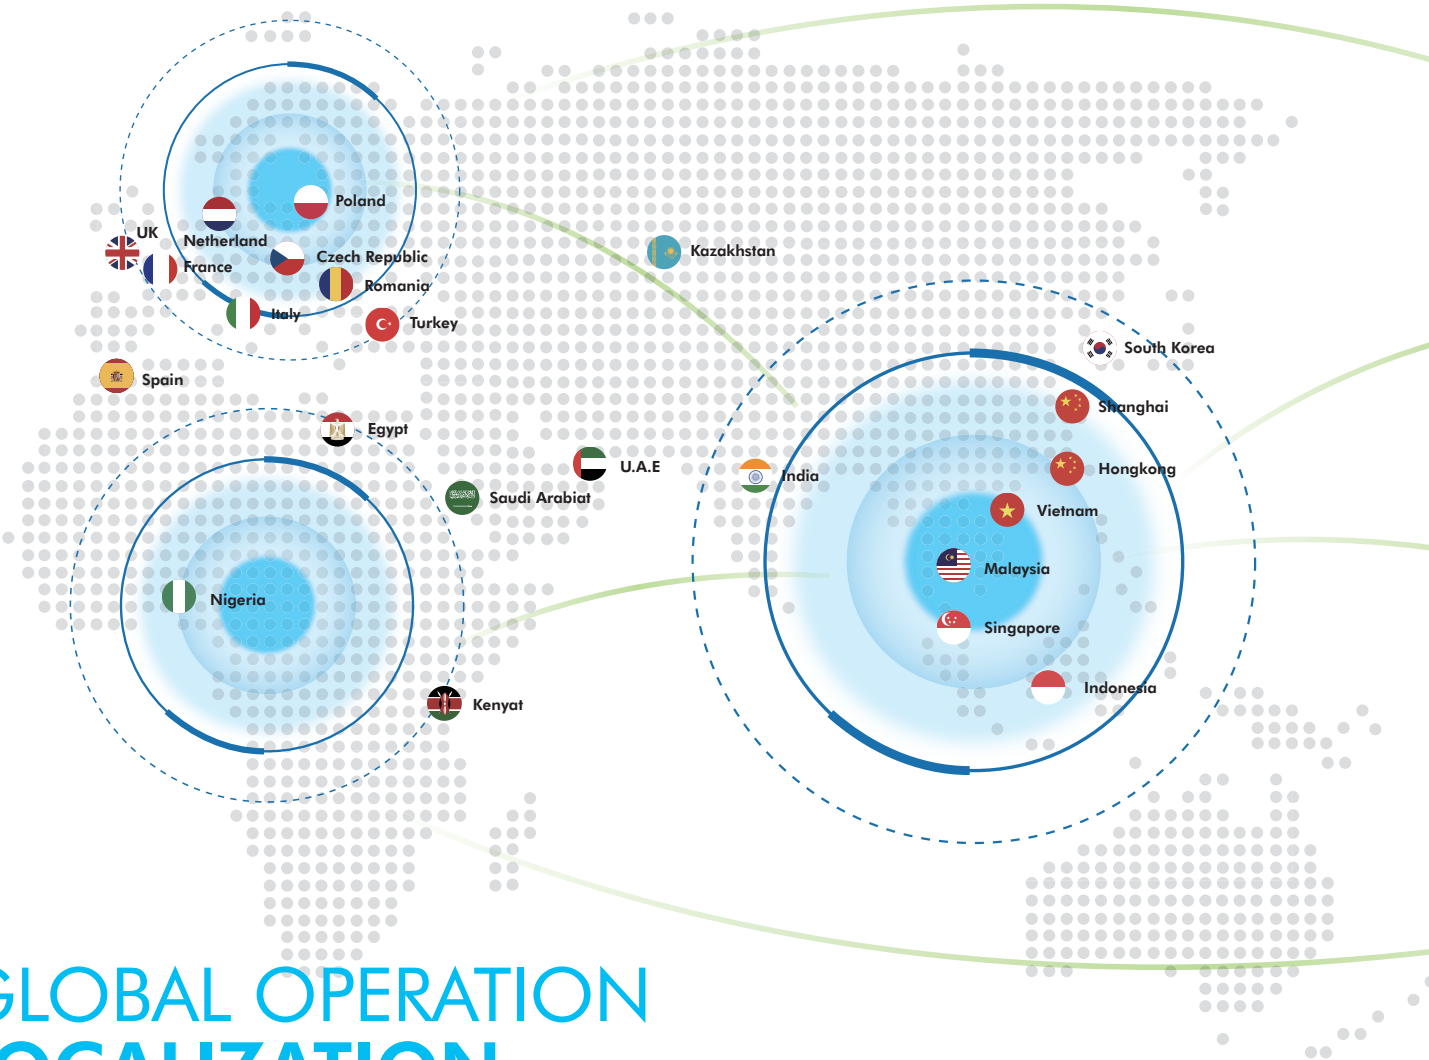 Poland
UK
Netherland
Czech Republic
France
Romania
Italy
Turkey
Spain
Kazakhstan
South Korea
Shanghai
Egypt
U.A.E
India
Hongkong
Saudi Arabiat
Vietnam
Malaysia
Nigeria
Singapore
Indonesia
Kenyat
GLOBAL OPERATION
OCALIZATION